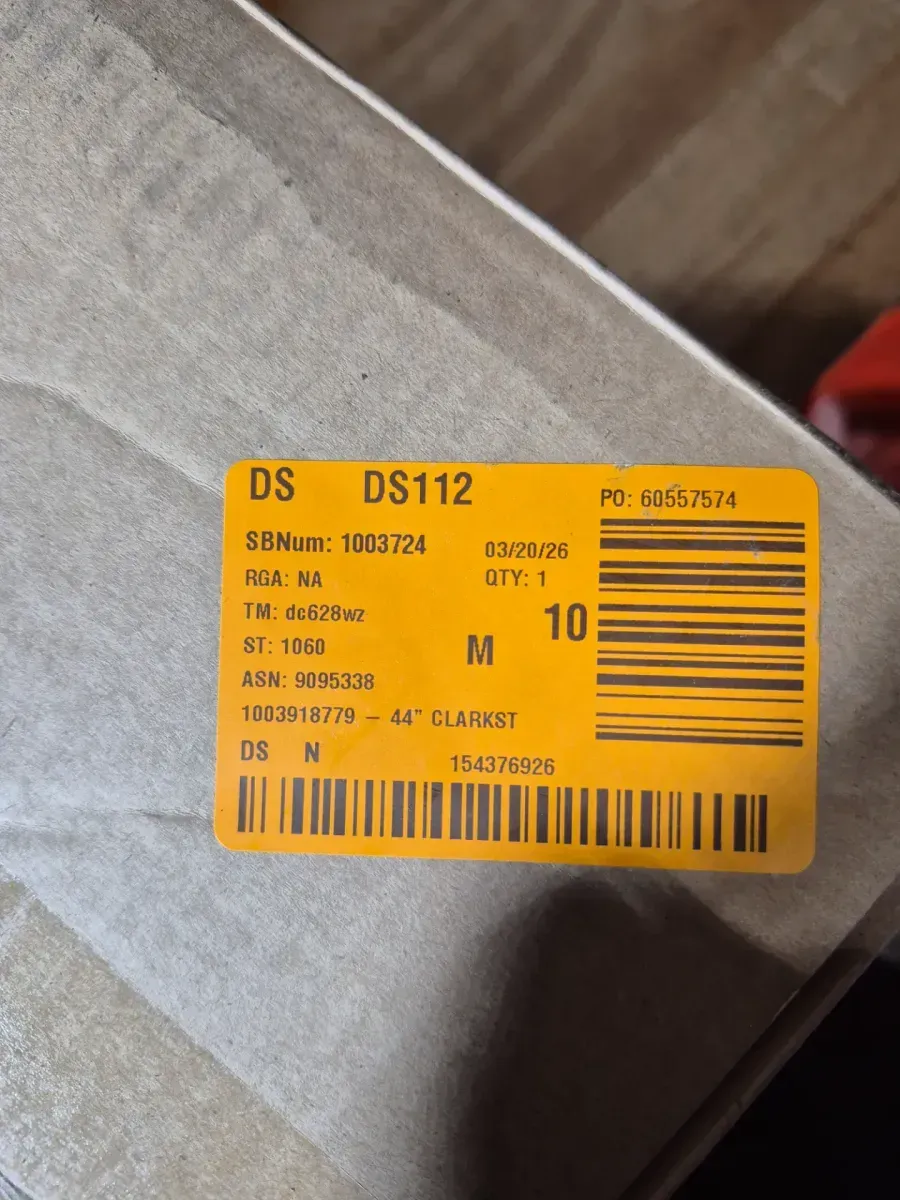 DS DS112 PO: 60557574
SBNum: 1003724 03/20/26
RGA: NA QTY: 1
TM: dc628wz 10
ST: 1060 M
ASN: 9095338
1003918779 – 44" CLARKST
DS N 154376926